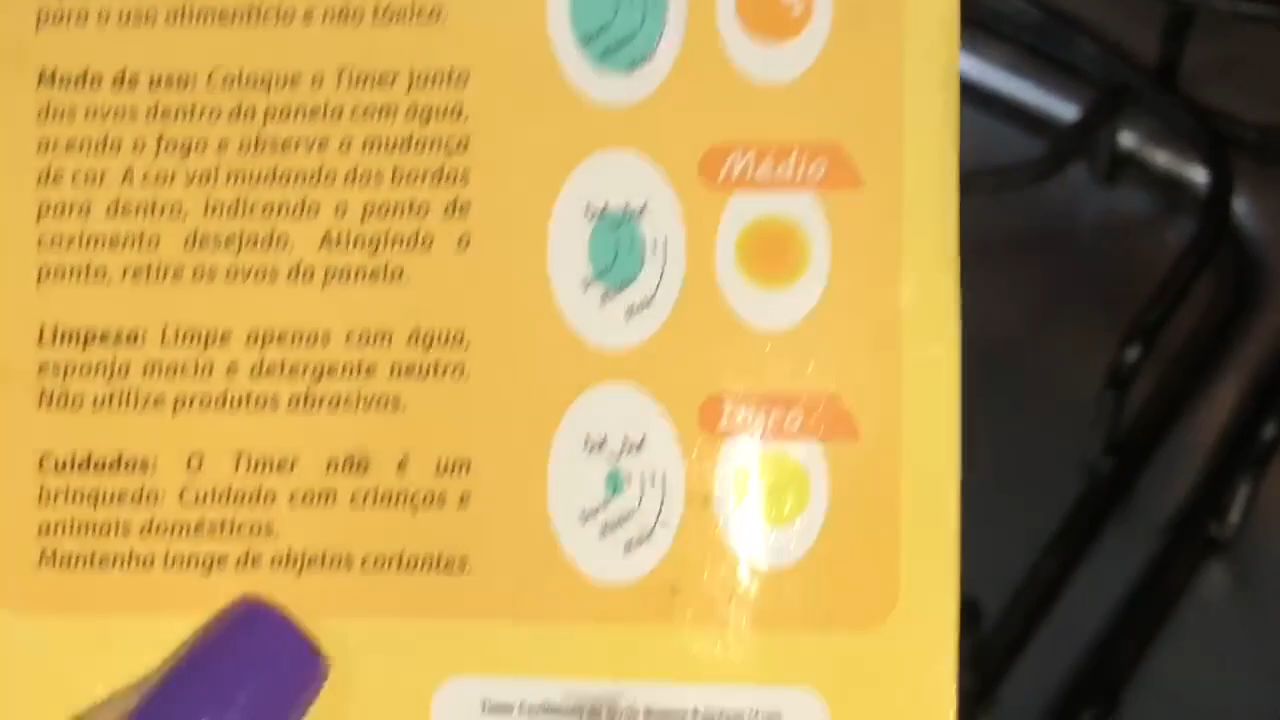 para o uso alimentício e não tóxico.
Modo de uso: Coloque o Timer junto
dos ovos dentro da panela com água,
acenda o fogo e observe a mudança
de cor. A cor vai mudando das bordas
para dentro, indicando o ponto de
cozimento desejado. Atingindo o
ponto, retire os ovos da panela.
Limpeza: Limpe apenas com água,
esponja macia e detergente neutro.
Não utilize produtos abrasivos.
Cuidados: O Timer não é um
brinquedo. Cuidado com crianças e
animais domésticos.
Mantenha longe de objetos cortantes.
Médio
Duro